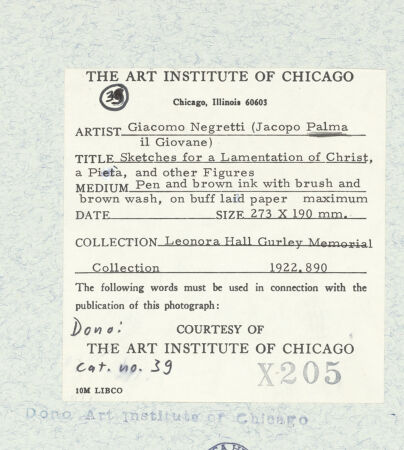 THE ART INSTITUTE OF CHICAGO
39
Chicago, Illinois 60603
ARTIST Giacomo Negretti (Jacopo Palma
il Giovane)
TITLE Sketches for a Lamentation of Christ,
a Pietà, and other Figures
MEDIUM Pen and brown ink with brush and
brown wash, on buff laid paper maximum
DATE SIZE 273 X 190 mm.
COLLECTION Leonora Hall Gurley Memorial
Collection 1922.890
The following words must be used in connection with the
publication of this photograph:
Dono:
COURTESY OF
THE ART INSTITUTE OF CHICAGO
cat. no. 39
X-205
10M LIBCO
Dono Art Institute of Chicago